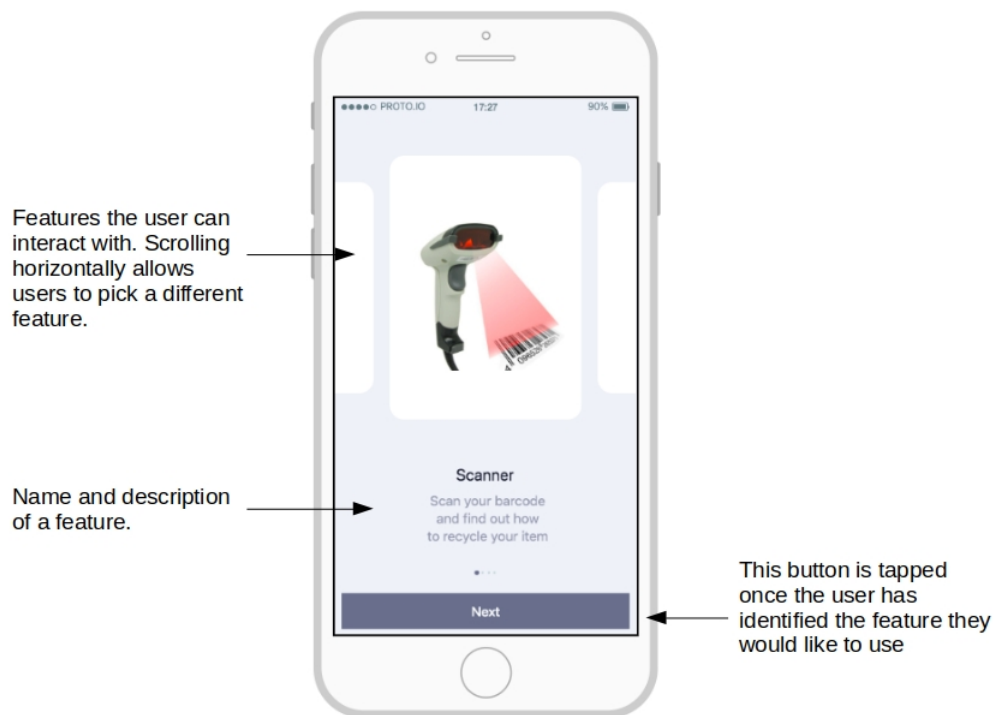 PROTO.IO 17:27 90%
Features the user can
interact with. Scrolling
horizontally allows
users to pick a different
feature.
Scanner
Name and description
of a feature.
Scan your barcode
and find out how
to recycle your item
Next
This button is tapped
once the user has
identified the feature they
would like to use